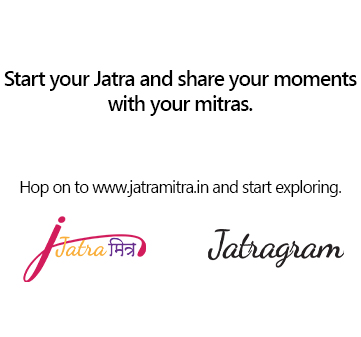 Start your Jatra and share your moments
with your mitras.
Hop on to www.jatramitra.in and start exploring.
Jatra मित्र
Jatragram